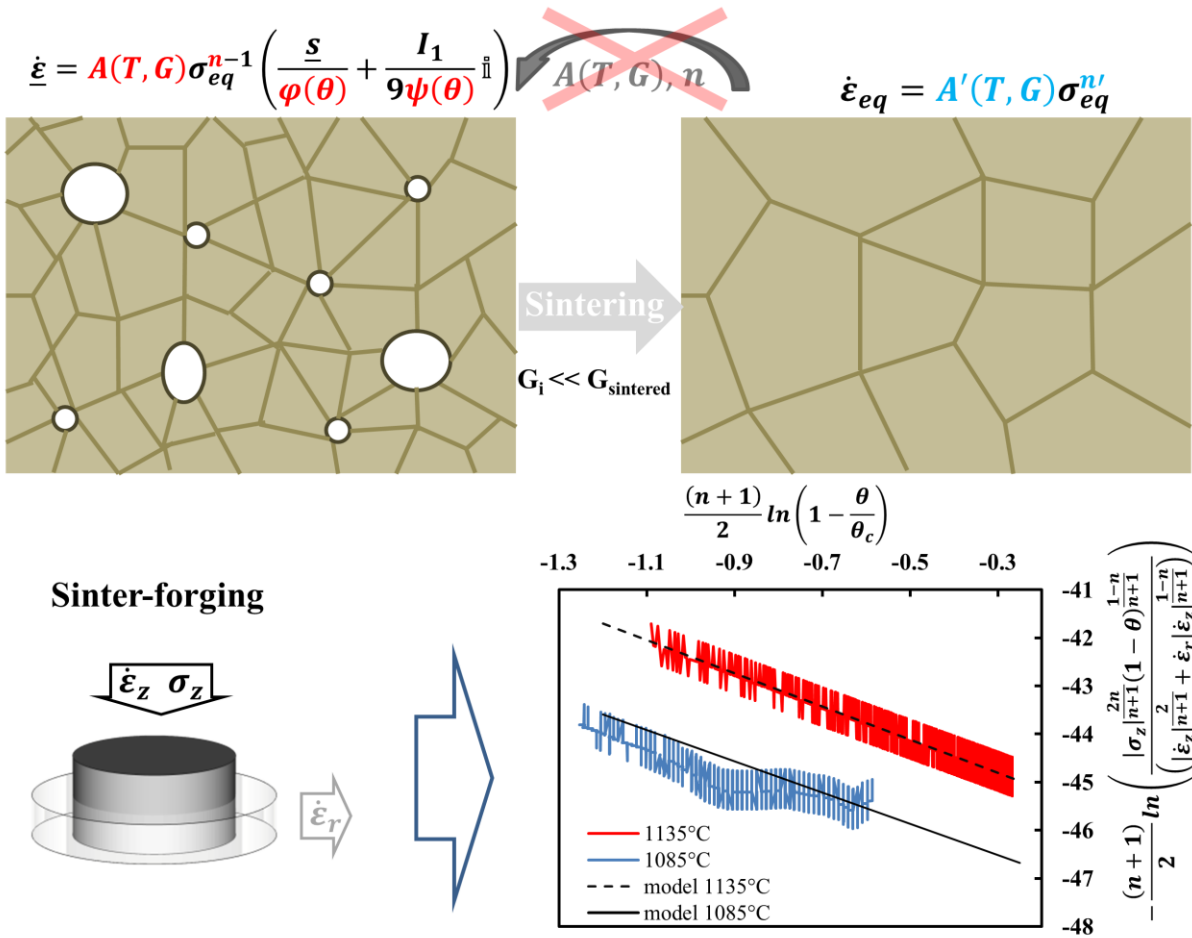 ε̲̇ = A(T, G)σ_eq^{n−1} ( s̲/φ(θ) + I₁/9ψ(θ) 𝕚 )
A(T, G), n
ε̇_eq = A′(T, G)σ_eq^{n′}
Sintering
G_i << G_sintered
Sinter-forging
ε̇_z σ_z
ε̇_r
(n + 1)/2 ln(1 − θ/θ_c)
-1.3 -1.1 -0.9 -0.7 -0.5 -0.3
-41
-42
-43
-44
-45
-46
-47
-48
1135°C
1085°C
model 1135°C
model 1085°C
− (n + 1)/2 ln( |σ_z|^{2n/(n+1)} (1 − θ)^{(1−n)/(n+1)} / ( |ε̇_z|^{2/(n+1)} + ε̇_r |ε̇_z|^{(1−n)/(n+1)} ) )